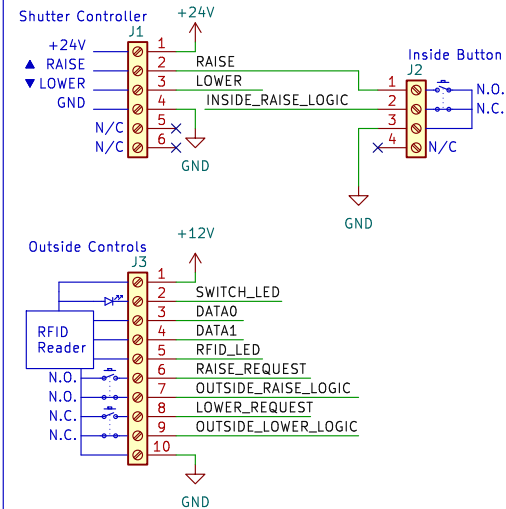 Shutter Controller
+24V
J1
+24V 1
▲ RAISE 2 RAISE
▼ LOWER 3 LOWER
GND 4 INSIDE_RAISE_LOGIC
N/C 5
N/C 6
GND
Inside Button
J2
1 N.O.
2 N.C.
3
4 N/C
GND
+12V
Outside Controls
J3
1
2 SWITCH_LED
3 DATA0
RFID
Reader
4 DATA1
5 RFID_LED
N.O. 6 RAISE_REQUEST
N.O. 7 OUTSIDE_RAISE_LOGIC
N.C. 8 LOWER_REQUEST
N.C. 9 OUTSIDE_LOWER_LOGIC
10
GND